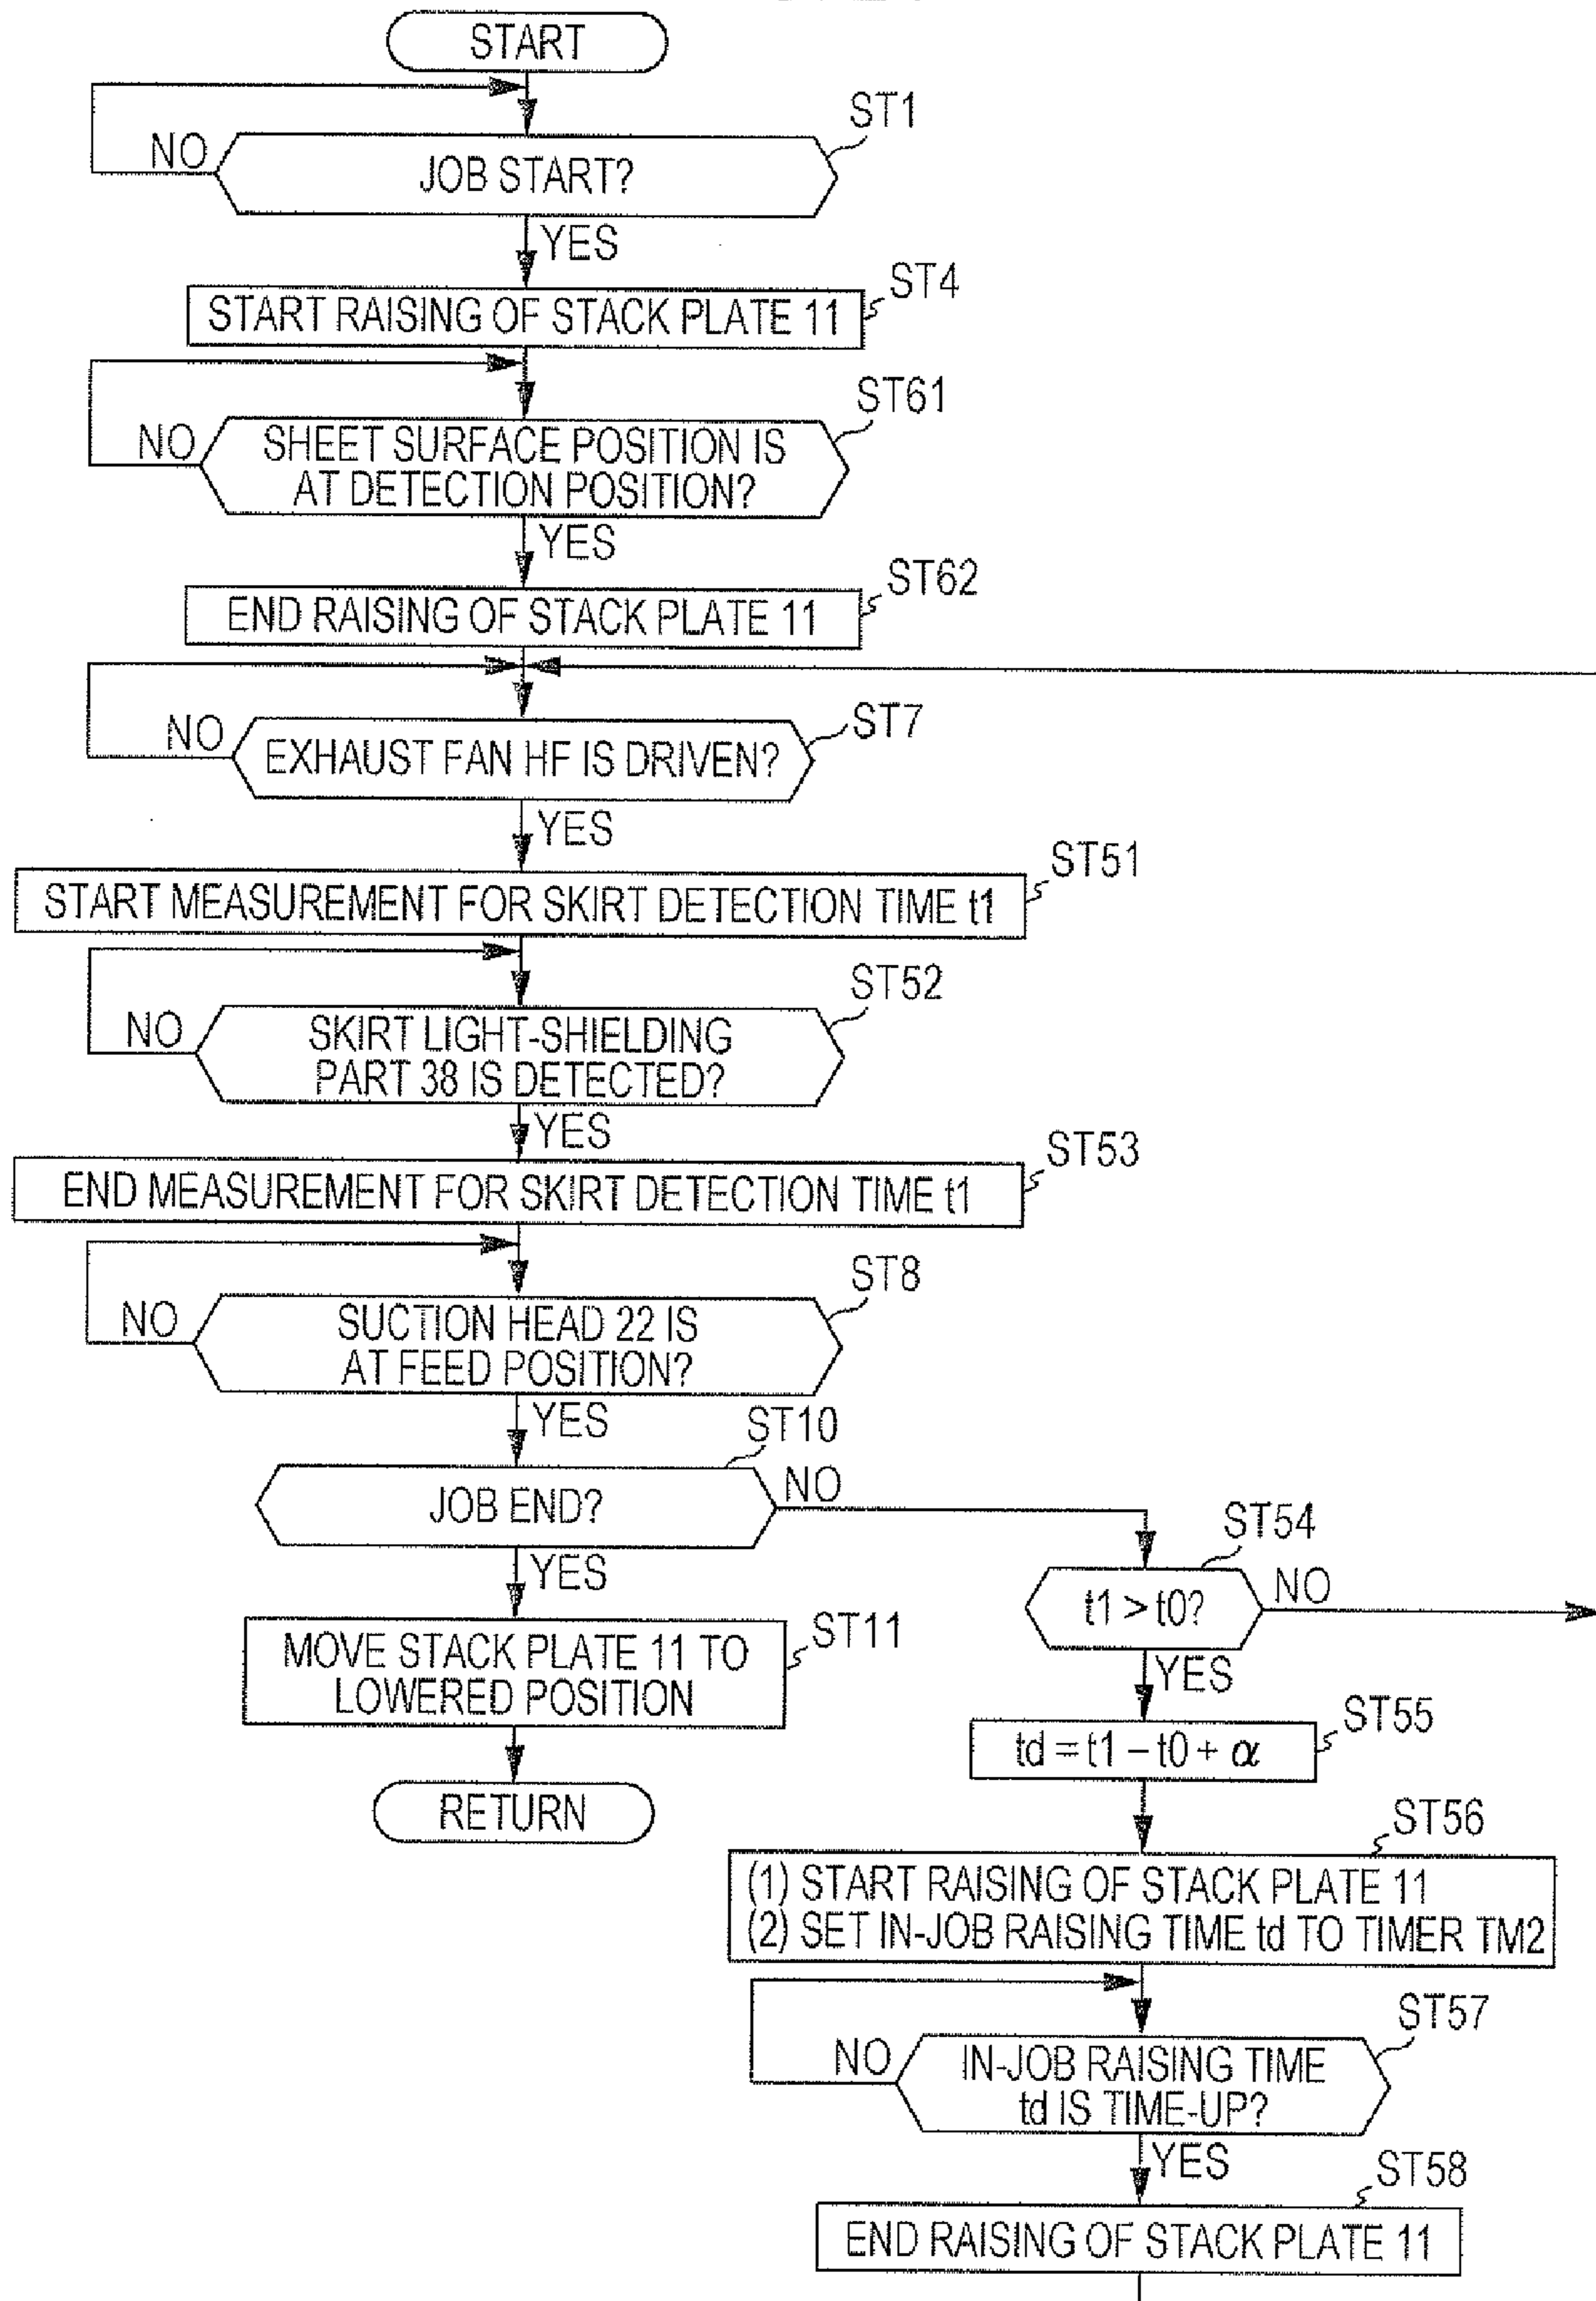 START
ST1
NO
JOB START?
YES
ST4
START RAISING OF STACK PLATE 11
ST61
NO
SHEET SURFACE POSITION IS
AT DETECTION POSITION?
YES
ST62
END RAISING OF STACK PLATE 11
ST7
NO
EXHAUST FAN HF IS DRIVEN?
YES
ST51
START MEASUREMENT FOR SKIRT DETECTION TIME t1
ST52
NO
SKIRT LIGHT-SHIELDING
PART 38 IS DETECTED?
YES
ST53
END MEASUREMENT FOR SKIRT DETECTION TIME t1
ST8
NO
SUCTION HEAD 22 IS
AT FEED POSITION?
YES
ST10
JOB END?
NO
YES
ST11
MOVE STACK PLATE 11 TO
LOWERED POSITION
RETURN
ST54
t1 > t0?
NO
YES
ST55
td = t1 – t0 + α
ST56
(1) START RAISING OF STACK PLATE 11
(2) SET IN-JOB RAISING TIME td TO TIMER TM2
ST57
NO
IN-JOB RAISING TIME
td IS TIME-UP?
YES
ST58
END RAISING OF STACK PLATE 11